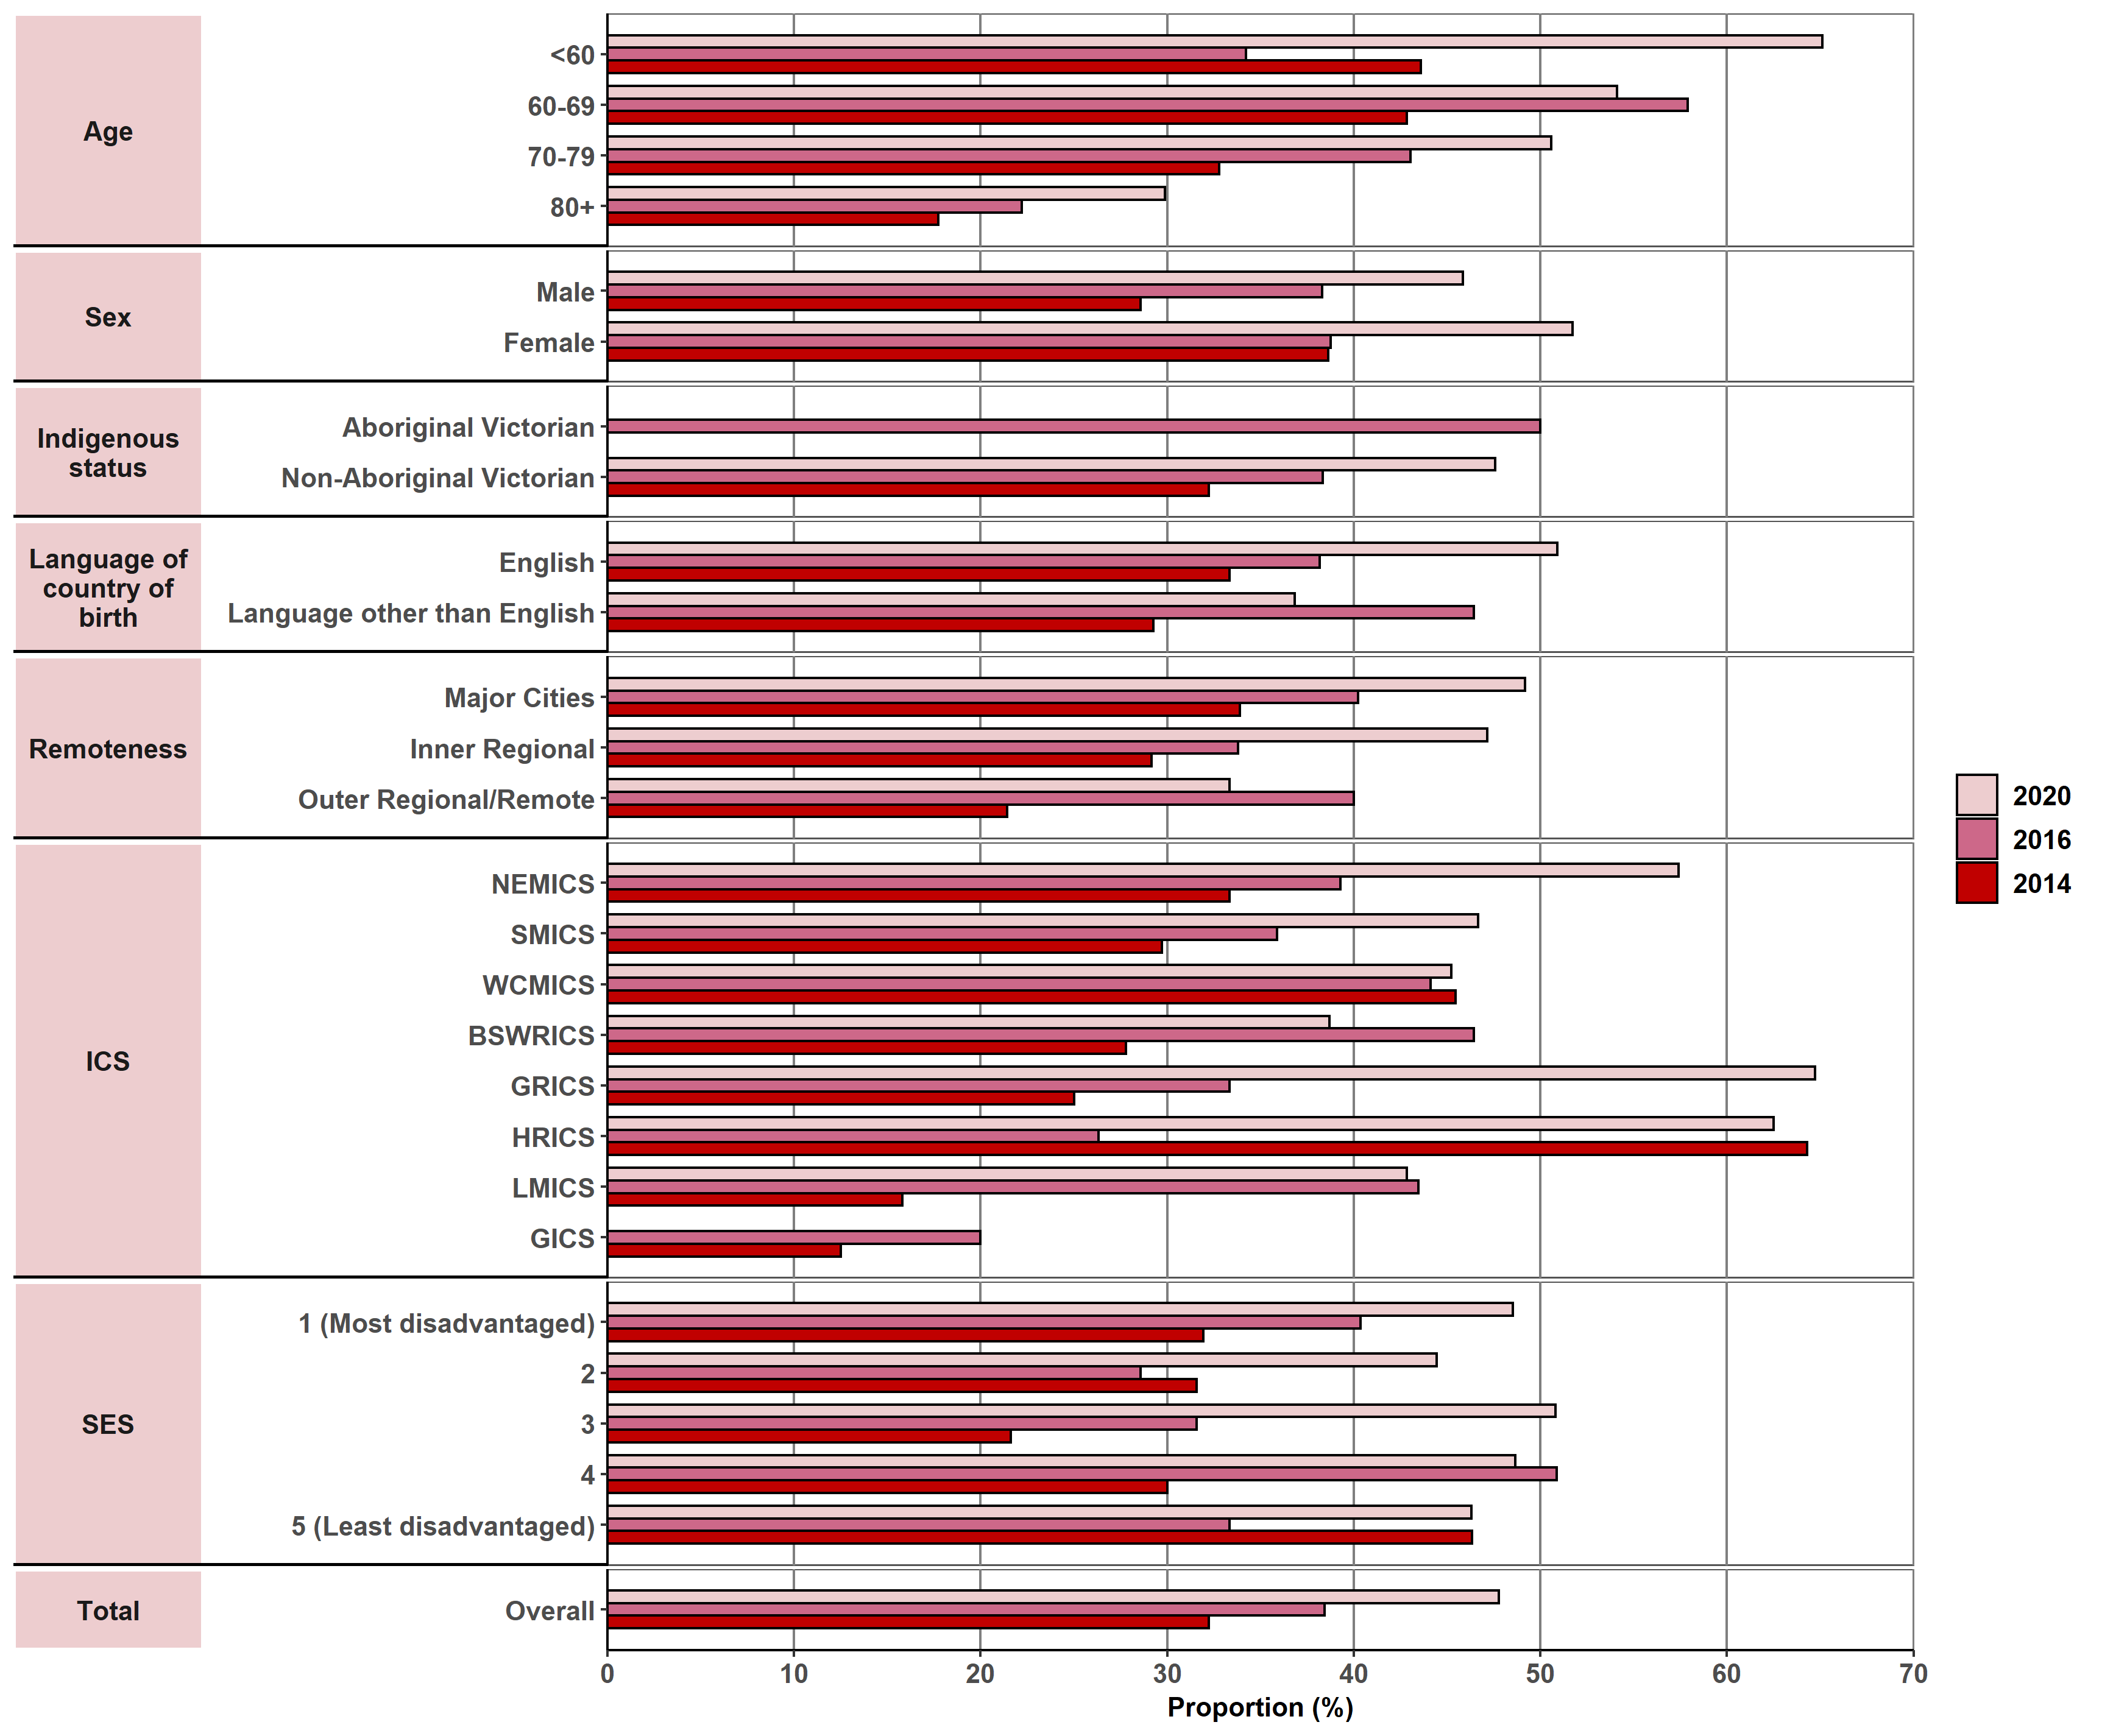 Age
<60
60-69
70-79
80+
Sex
Male
Female
Indigenous
status
Aboriginal Victorian
Non-Aboriginal Victorian
Language of
country of
birth
English
Language other than English
Remoteness
Major Cities
Inner Regional
Outer Regional/Remote
ICS
NEMICS
SMICS
WCMICS
BSWRICS
GRICS
HRICS
LMICS
GICS
SES
1 (Most disadvantaged)
2
3
4
5 (Least disadvantaged)
Total
Overall
0 10 20 30 40 50 60 70
Proportion (%)
2020
2016
2014